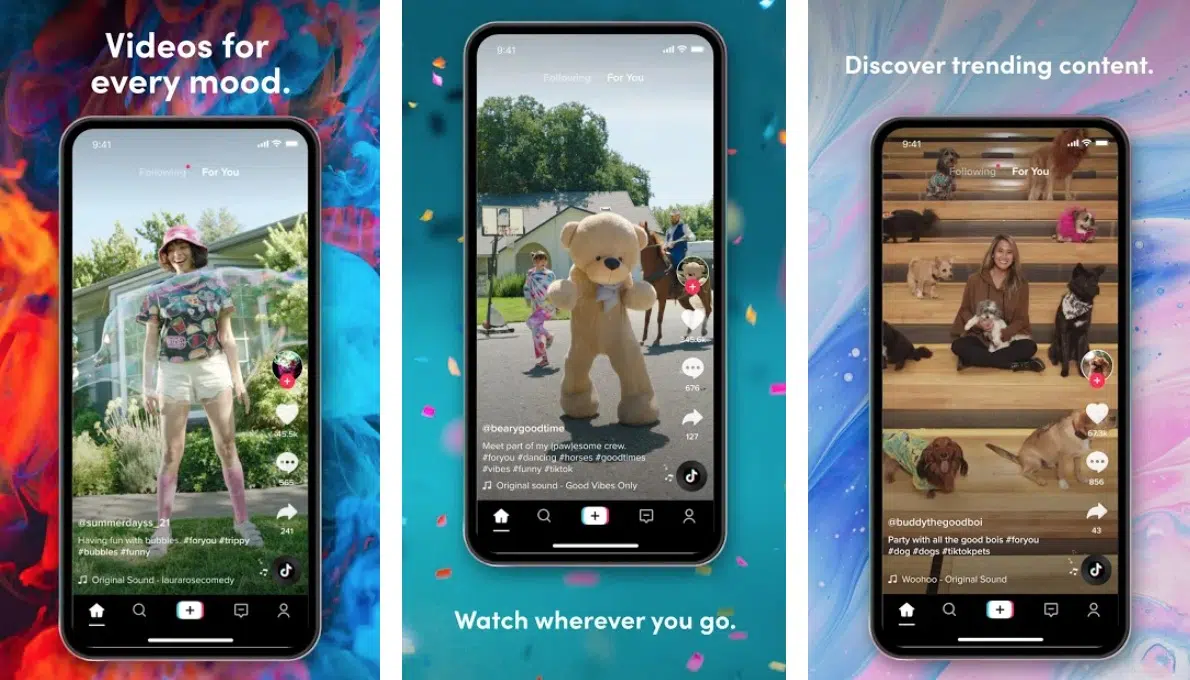 Videos for
every mood.
9:41
Following For You
45.5k
565
241
@summerdayss_21
Having fun with bubbles. #foryou #trippy
#bubbles #funny
Original Sound - laurarosecomedy
9:41
Following For You
345.6k
676
127
@bearygoodtime
Meet part of my (paw)esome crew.
#foryou #dancing #horses #goodtimes
#vibes #funny #tiktok
Original sound - Good Vibes Only
Watch wherever you go.
Discover trending content.
9:41
Following For You
67.3k
856
43
@buddythegoodboi
Party with all the good bois #foryou
#dog #dogs #tiktokpets
Woohoo - Original Sound